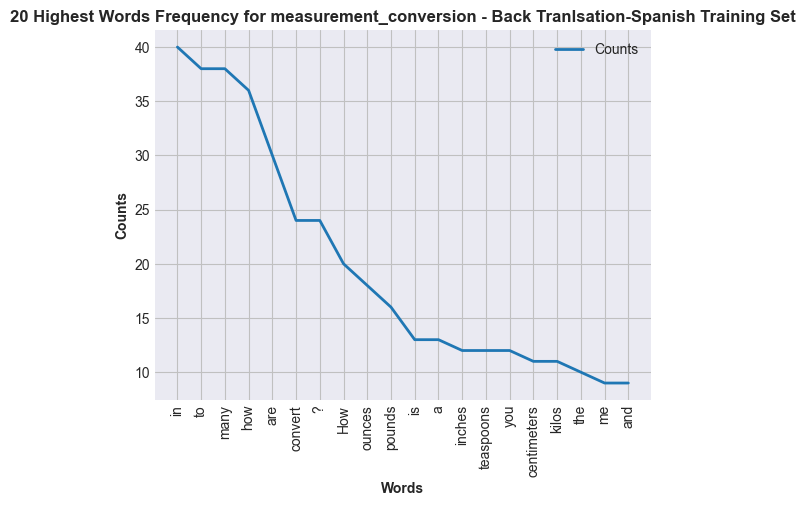 20 Highest Words Frequency for measurement_conversion - Back Tranlsation-Spanish Training Set
Counts
40
35
30
25
20
15
10
Counts
in
to
many
how
are
convert
?
How
ounces
pounds
is
a
inches
teaspoons
you
centimeters
kilos
the
me
and
Words